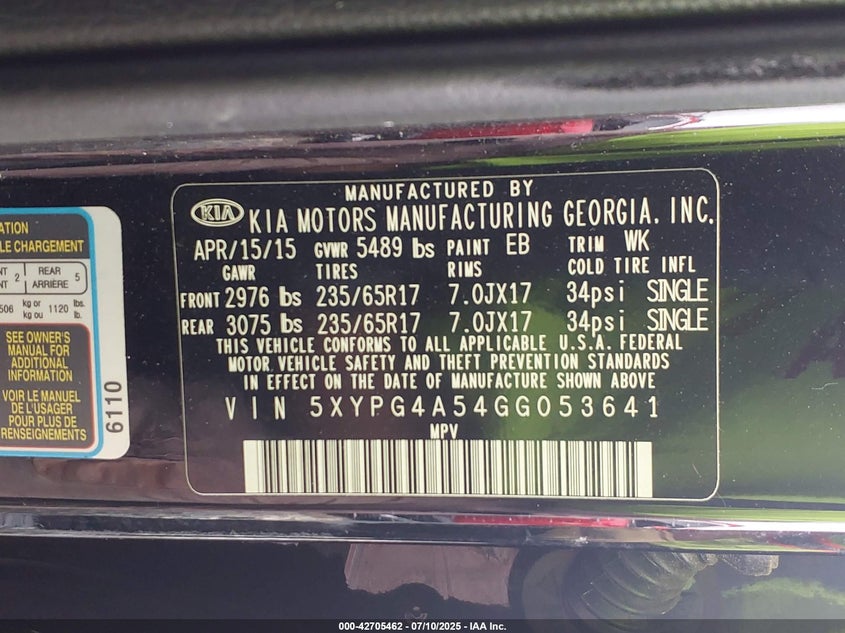 MANUFACTURED BY
KIA KIA MOTORS MANUFACTURING GEORGIA. INC.
APR/15/15 GVWR 5489 lbs PAINT EB TRIM WK
GAWR TIRES RIMS COLD TIRE INFL
FRONT 2976 lbs 235/65R17 7.0JX17 34psi SINGLE
REAR 3075 lbs 235/65R17 7.0JX17 34psi SINGLE
THIS VEHICLE CONFORMS TO ALL APPLICABLE U.S.A. FEDERAL
MOTOR VEHICLE SAFETY AND THEFT PREVENTION STANDARDS
IN EFFECT ON THE DATE OF MANUFACTURE SHOWN ABOVE
VIN 5XYPG4A54GG053641
MPV
CHARGEMENT
2 REAR 5
ARRIÈRE
506 kg or 1120 lbs.
kg ou lb.
SEE OWNER'S
MANUAL FOR
ADDITIONAL
INFORMATION
VOIR LE MANUEL
DE L'USAGER
POUR PLUS DE
RENSEIGNEMENTS
6110
000-42705462 - 07/10/2025 - IAA Inc.